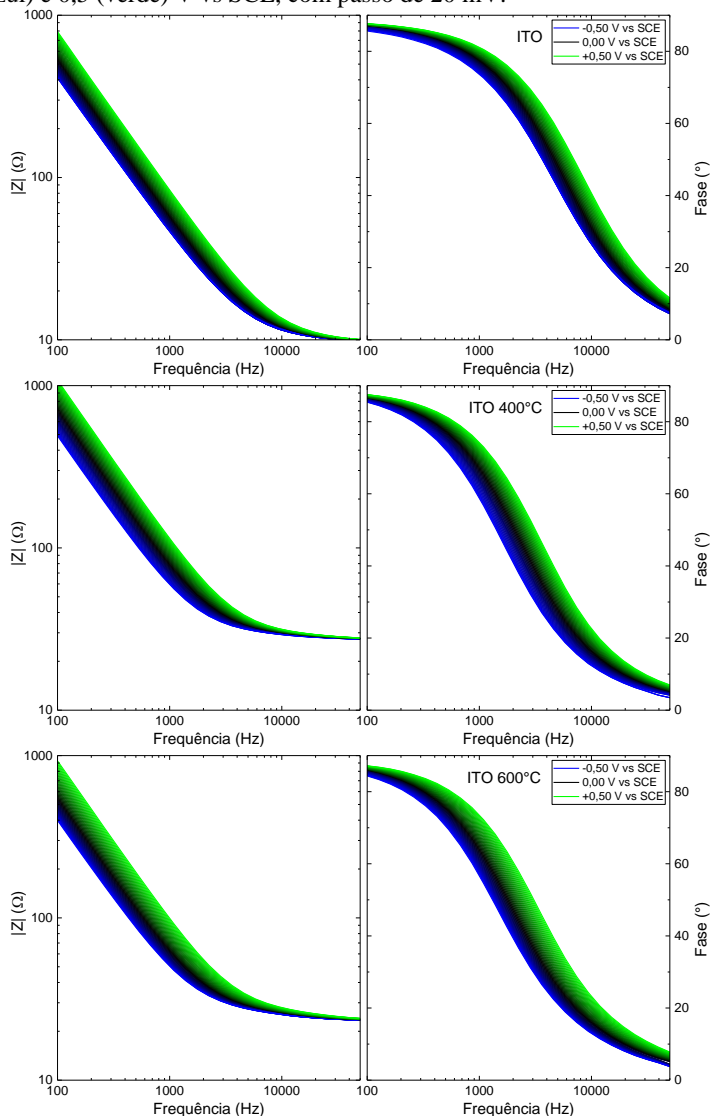 e 0,5 (verde) V vs SCE, com passo de 20 mV.
1000
100
10
|Z| (Ω)
100
1000
10000
Frequência (Hz)
ITO
-0,50 V vs SCE
0,00 V vs SCE
+0,50 V vs SCE
80
60
40
20
0
Fase (°)
100
1000
10000
Frequência (Hz)
1000
100
10
|Z| (Ω)
100
1000
10000
Frequência (Hz)
ITO 400°C
-0,50 V vs SCE
0,00 V vs SCE
+0,50 V vs SCE
80
60
40
20
0
Fase (°)
100
1000
10000
Frequência (Hz)
1000
100
10
|Z| (Ω)
100
1000
10000
Frequência (Hz)
ITO 600°C
-0,50 V vs SCE
0,00 V vs SCE
+0,50 V vs SCE
80
60
40
20
0
Fase (°)
100
1000
10000
Frequência (Hz)